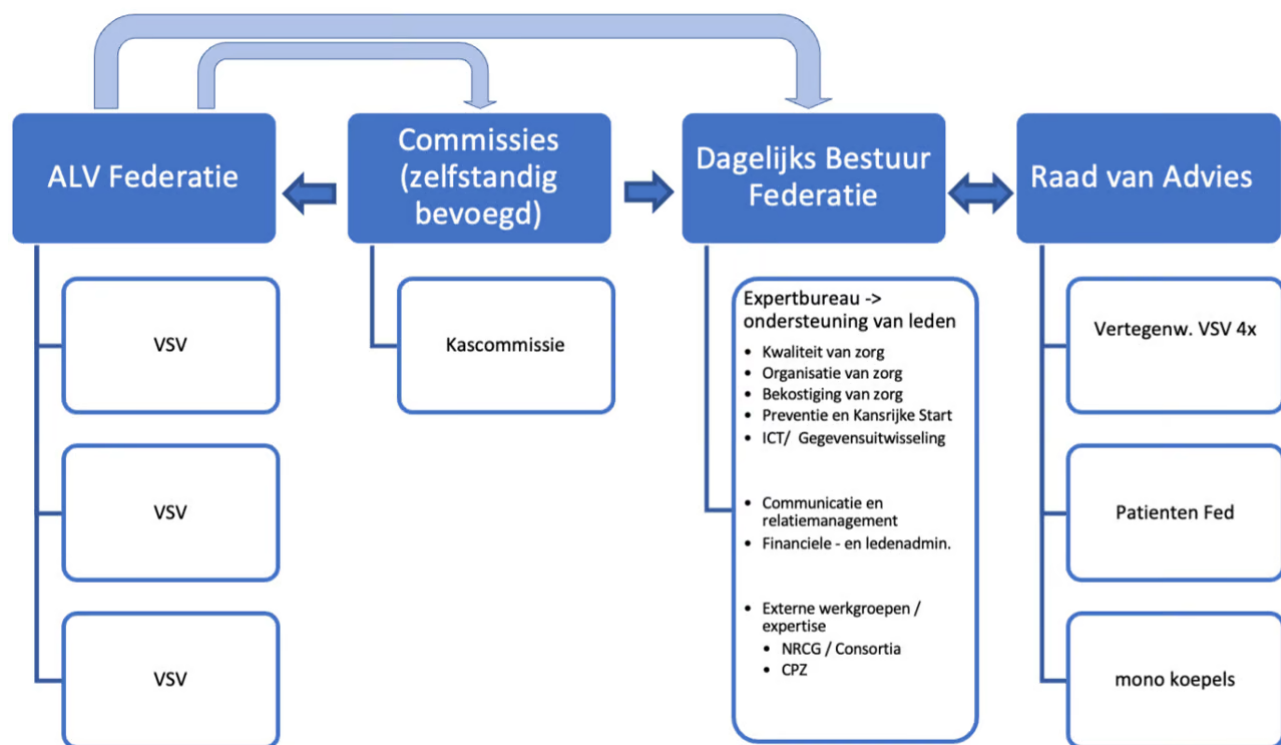 ALV Federatie
Commissies
(zelfstandig
bevoegd)
Dagelijks Bestuur
Federatie
Raad van Advies
VSV
VSV
VSV
Kascommissie
Expertbureau ->
ondersteuning van leden
• Kwaliteit van zorg
• Organisatie van zorg
• Bekostiging van zorg
• Preventie en Kansrijke Start
• ICT/ Gegevensuitwisseling
• Communicatie en
relatiemanagement
• Financiele - en ledenadmin.
• Externe werkgroepen /
expertise
• NRCG / Consortia
• CPZ
Vertegenw. VSV 4x
Patienten Fed
mono koepels